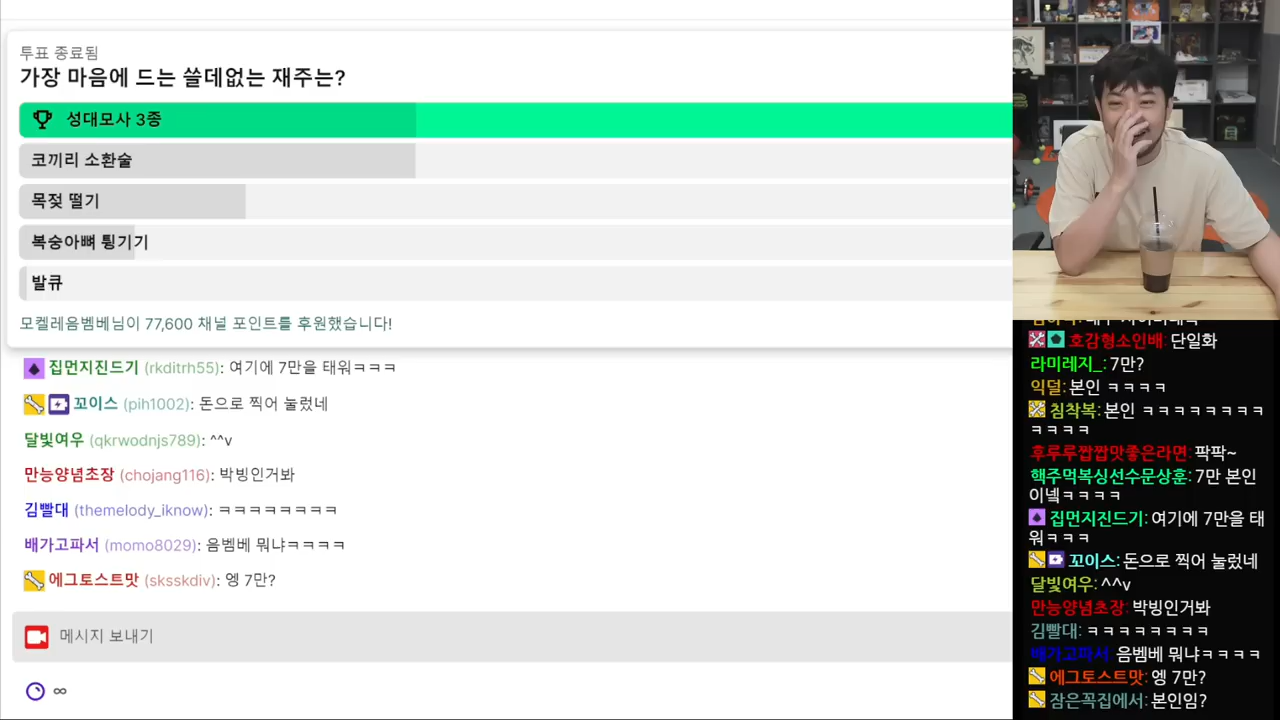 투표 종료됨
가장 마음에 드는 쓸데없는 재주는?
성대모사 3종
코끼리 소환술
목젖 떨기
복숭아뼈 튕기기
발큐
모켈레음벰베님이 77,600 채널 포인트를 후원했습니다!
집먼지진드기 (rkditrh55): 여기에 7만을 태워ㅋㅋㅋ
꼬이스 (pih1002): 돈으로 찍어 눌렀네
달빛여우 (qkrwodnjs789): ^^v
만능양념초장 (chojang116): 박빙인거봐
김빨대 (themelody_iknow): ㅋㅋㅋㅋㅋㅋㅋㅋ
배가고파서 (momo8029): 음벰베 뭐냐ㅋㅋㅋㅋ
에그토스트맛 (sksskdiv): 엥 7만?
메시지 보내기
∞
호감형소인배: 단일화
라미레지_: 7만?
익덜: 본인 ㅋㅋㅋㅋ
침착복: 본인 ㅋㅋㅋㅋㅋㅋㅋㅋ
ㅋㅋㅋㅋ
후루루짭짭맛좋은라면: 팍팍~
핵주먹복싱선수문상훈: 7만 본인
이넼ㅋㅋㅋㅋ
집먼지진드기: 여기에 7만을 태
워ㅋㅋㅋ
꼬이스: 돈으로 찍어 눌렀네
달빛여우: ^^v
만능양념초장: 박빙인거봐
김빨대: ㅋㅋㅋㅋㅋㅋㅋㅋ
배가고파서: 음벰베 뭐냐ㅋㅋㅋㅋ
에그토스트맛: 엥 7만?
잠은꼭집에서: 본인임?